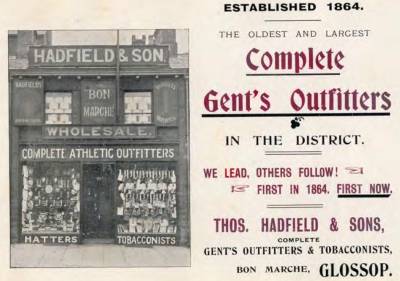 HADFIELD & SON
HADFIELD'S
"BON
MARCHÉ"
WHOLESALE.
COMPLETE ATHLETIC OUTFITTERS
HATTERS
TOBACCONISTS
ESTABLISHED 1864.
THE OLDEST AND LARGEST
Complete
Gent's Outfitters
IN THE DISTRICT.
WE LEAD, OTHERS FOLLOW!
FIRST IN 1864. FIRST NOW.
THOS. HADFIELD & SONS,
COMPLETE
GENT'S OUTFITTERS & TOBACCONISTS,
BON MARCHE, GLOSSOP.